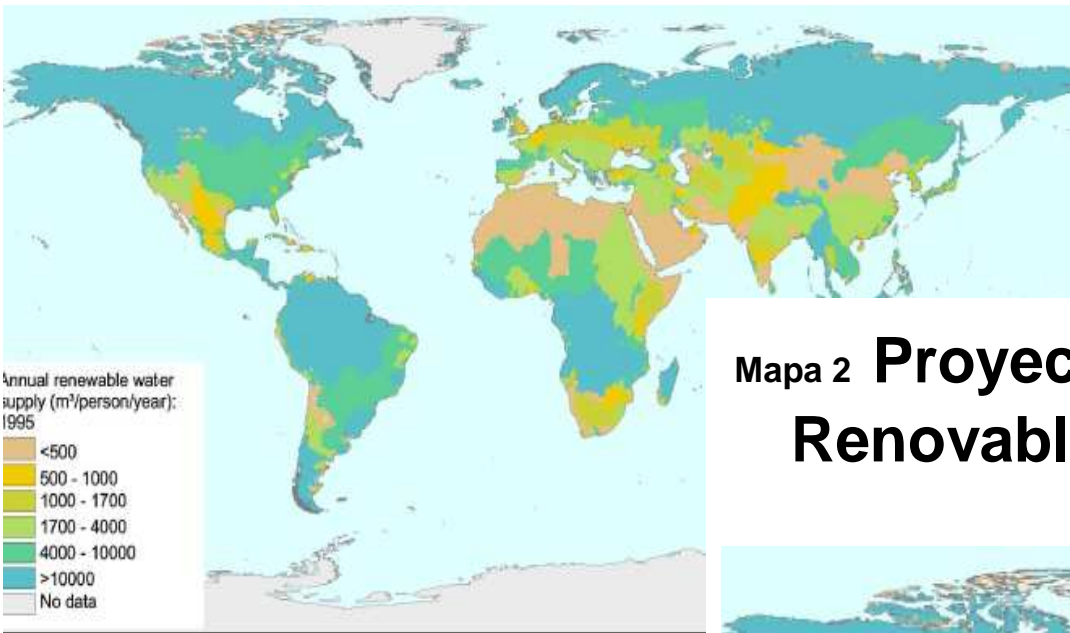 Annual renewable water
supply (m³/person/year):
1995
<500
500 - 1000
1000 - 1700
1700 - 4000
4000 - 10000
>10000
No data
Mapa 2 Proyec
Renovabl